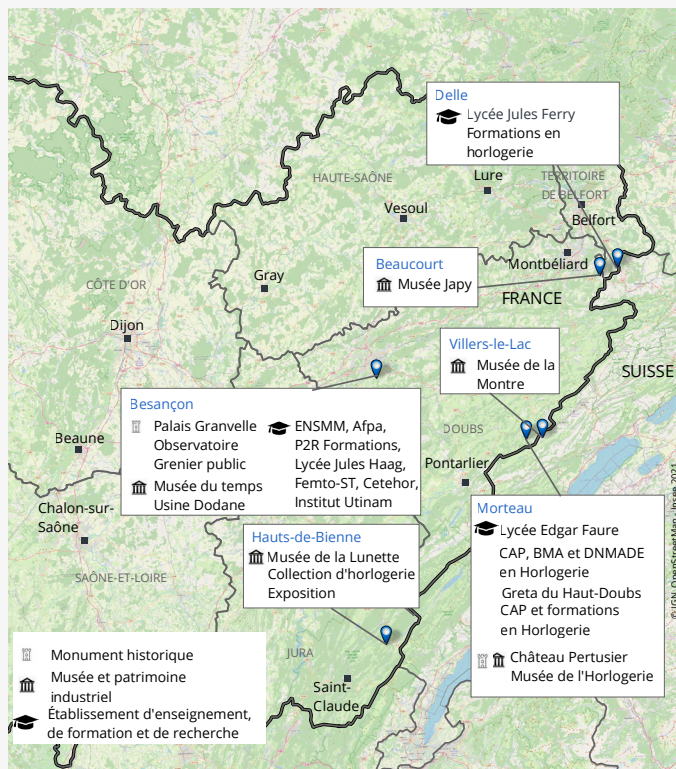 Delle
Lycée Jules Ferry
Formations en
horlogerie
HAUTE-SAÔNE
Lure
TERRITOIRE
DE BELFORT
Vesoul
Belfort
Beaucourt
Musée Japy
Montbéliard
Gray
FRANCE
CÔTE D'OR
Dijon
Villers-le-Lac
Musée de la
Montre
SUISSE
Besançon
Palais Granvelle
Observatoire
Grenier public
Musée du temps
Usine Dodane
ENSMM, Afpa,
P2R Formations,
Lycée Jules Haag,
Femto-ST, Cetehor,
Institut Utinam
DOUBS
Beaune
Pontarlier
Chalon-sur-
Saône
Morteau
Lycée Edgar Faure
CAP, BMA et DNMADE
en Horlogerie
Greta du Haut-Doubs
CAP et formations
en Horlogerie
Château Pertusier
Musée de l'Horlogerie
Hauts-de-Bienne
Musée de la Lunette
Collection d'horlogerie
Exposition
SAÔNE-ET-LOIRE
JURA
Saint-
Claude
Monument historique
Musée et patrimoine
industriel
Établissement d'enseignement,
de formation et de recherche
© IGN OpenStreetMap - Insee 2021